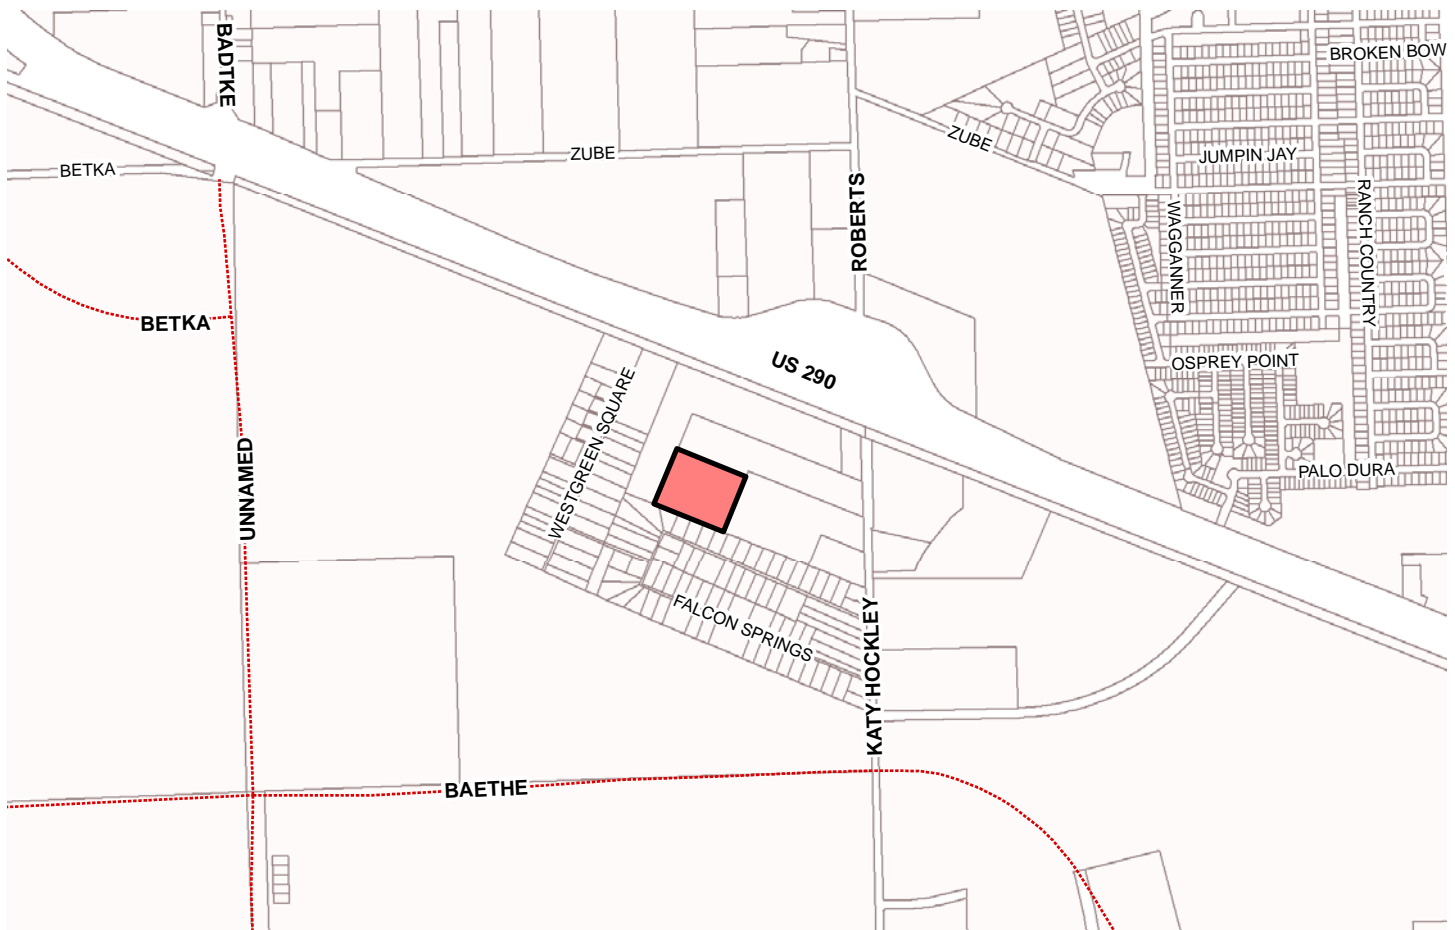 BADTKE
BROKEN BOW
ZUBE
ZUBE
JUMPIN JAY
BETKA
ROBERTS
WAGGANNER
RANCH COUNTRY
BETKA
US 290
OSPREY POINT
WESTGREEN SQUARE
UNNAMED
PALO DURA
FALCON SPRINGS
KATY HOCKLEY
BAETHE